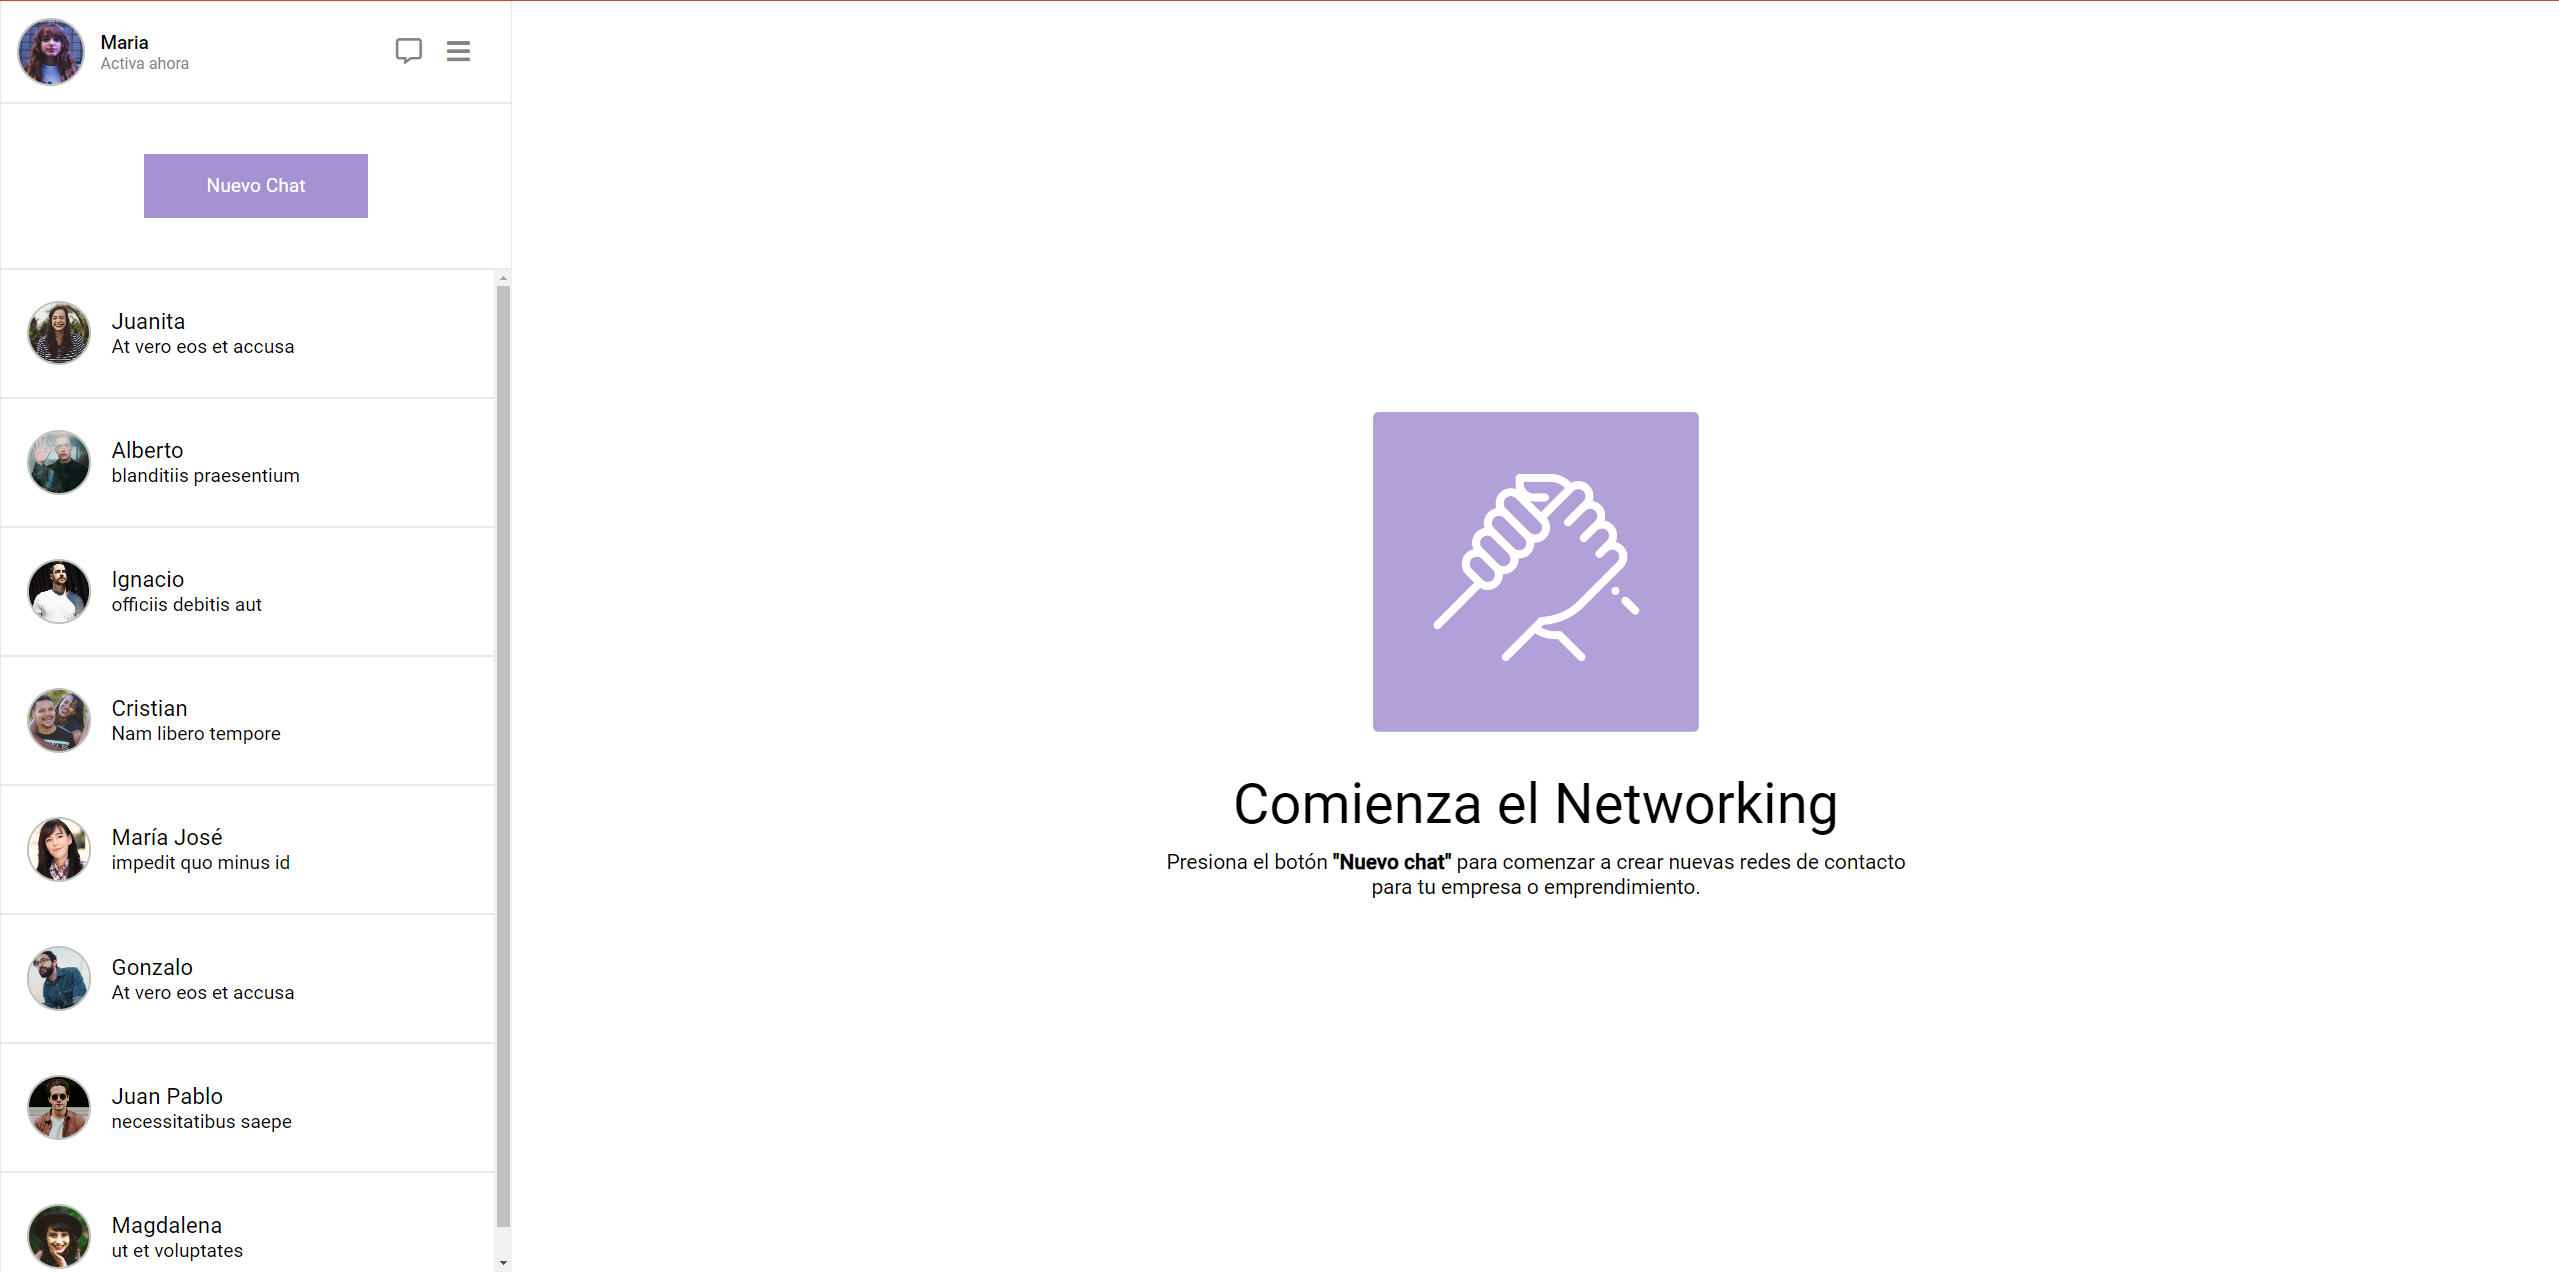 Maria
Activa ahora
Nuevo Chat
Juanita
At vero eos et accusa
Alberto
blanditiis praesentium
Ignacio
officiis debitis aut
Cristian
Nam libero tempore
María José
impedit quo minus id
Gonzalo
At vero eos et accusa
Juan Pablo
necessitatibus saepe
Magdalena
ut et voluptates
Comienza el Networking
Presiona el botón "Nuevo chat" para comenzar a crear nuevas redes de contacto
para tu empresa o emprendimiento.